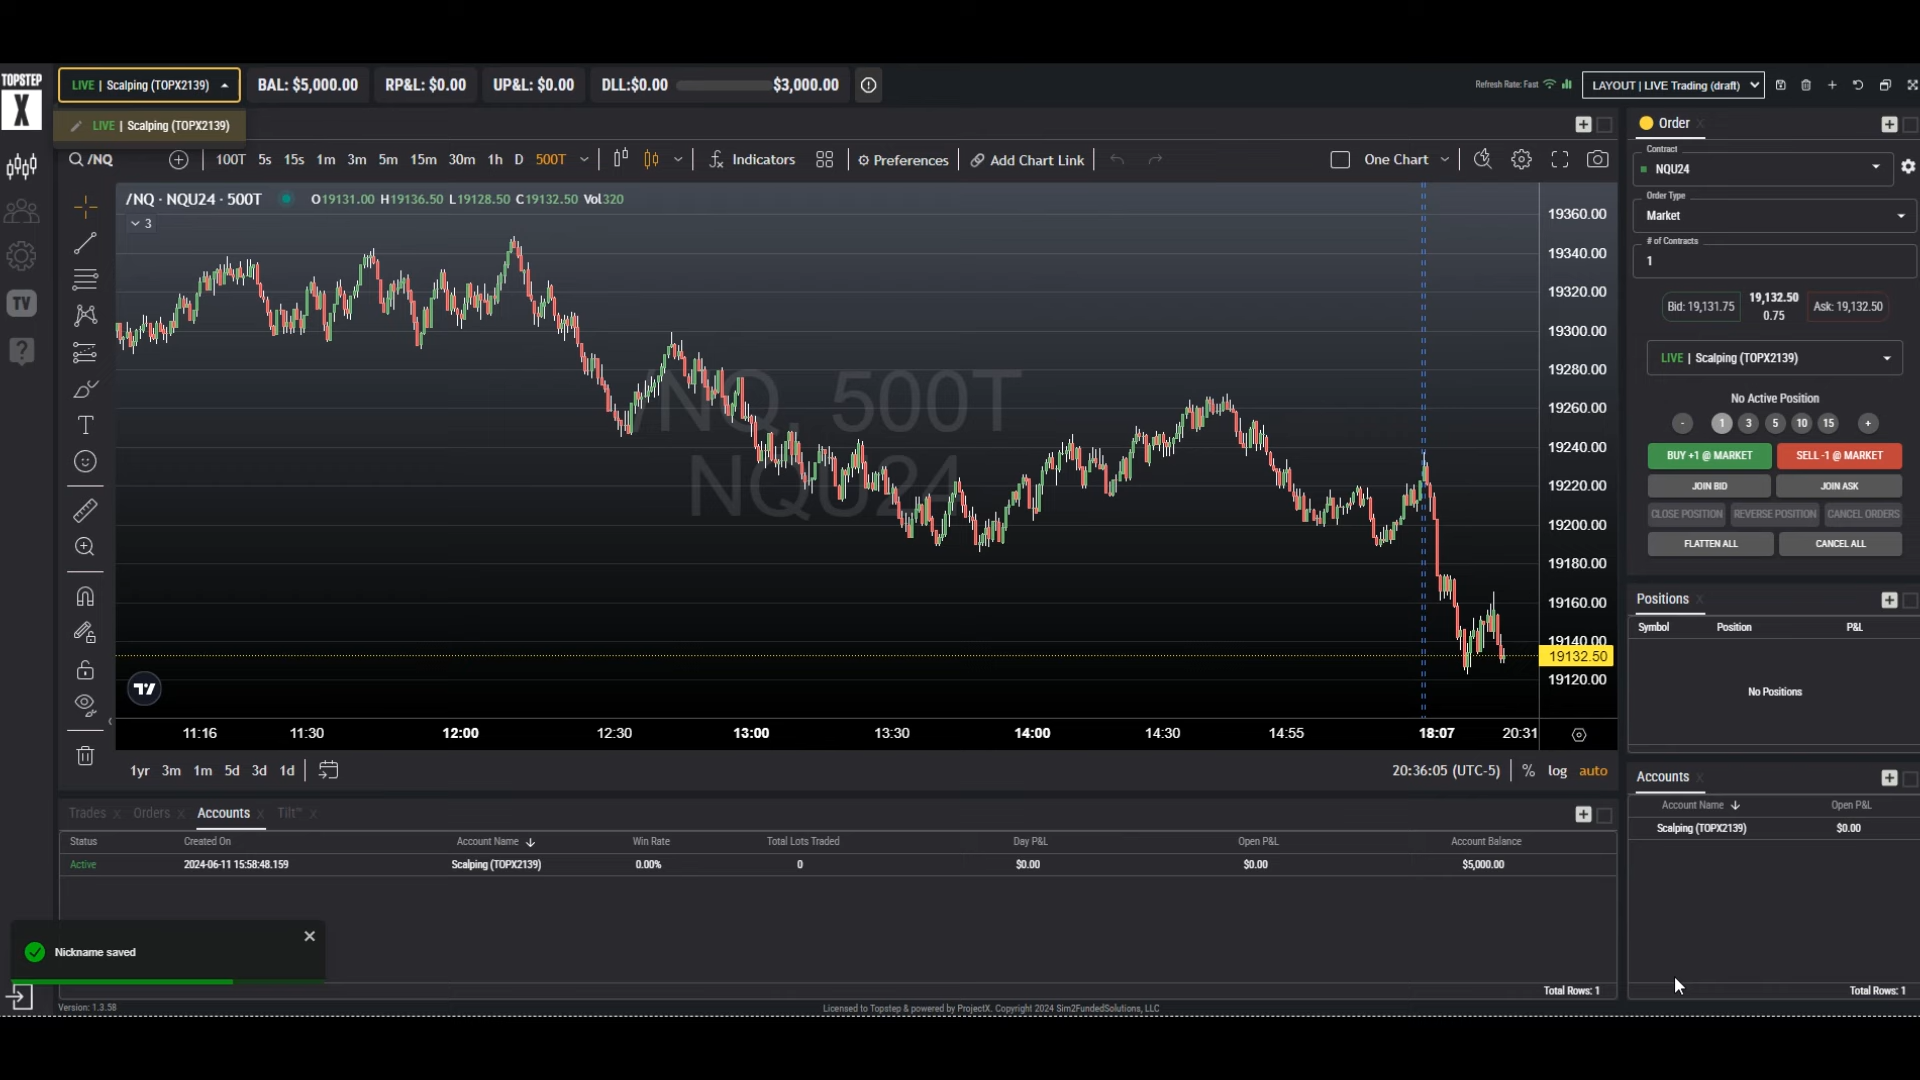 TOPSTEP
X
LIVE | Scalping (TOPX2139)
BAL: $5,000.00
RP&L: $0.00
UP&L: $0.00
DLL:$0.00
$3,000.00
Refresh Rate: Fast
LAYOUT | LIVE Trading (draft)
LIVE | Scalping (TOPX2139)
/NQ
100T 5s 15s 1m 3m 5m 15m 30m 1h D 500T
Indicators
Preferences
Add Chart Link
One Chart
/NQ · NQU24 · 500T
O19131.00 H19136.50 L19128.50 C19132.50 Vol320
3
/NQ, 500T
NQU24
19360.00
19340.00
19320.00
19300.00
19280.00
19260.00
19240.00
19220.00
19200.00
19180.00
19160.00
19140.00
19132.50
19120.00
11:16 11:30 12:00 12:30 13:00 13:30 14:00 14:30 14:55 18:07 20:31
1yr 3m 1m 5d 3d 1d
20:36:05 (UTC-5)
%
log
auto
TV
?
Order x
Contract
NQU24
Order Type
Market
# of Contracts
1
Bid: 19,131.75
19,132.50
0.75
Ask: 19,132.50
LIVE | Scalping (TOPX2139)
No Active Position
- 1 3 5 10 15 +
BUY +1 @ MARKET
SELL -1 @ MARKET
JOIN BID
JOIN ASK
CLOSE POSITION
REVERSE POSITION
CANCEL ORDERS
FLATTEN ALL
CANCEL ALL
Positions x
Symbol Position P&L
No Positions
Accounts x
Account Name Open P&L
Scalping (TOPX2139) $0.00
Total Rows: 1
Trades x Orders x Accounts x Tilt™ x
Status Created On Account Name Win Rate Total Lots Traded Day P&L Open P&L Account Balance
Active 2024-06-11 15:58:48.159 Scalping (TOPX2139) 0.00% 0 $0.00 $0.00 $5,000.00
Total Rows: 1
Nickname saved
Version: 1.3.58
Licensed to Topstep & powered by ProjectX. Copyright 2024 Sim2FundedSolutions, LLC